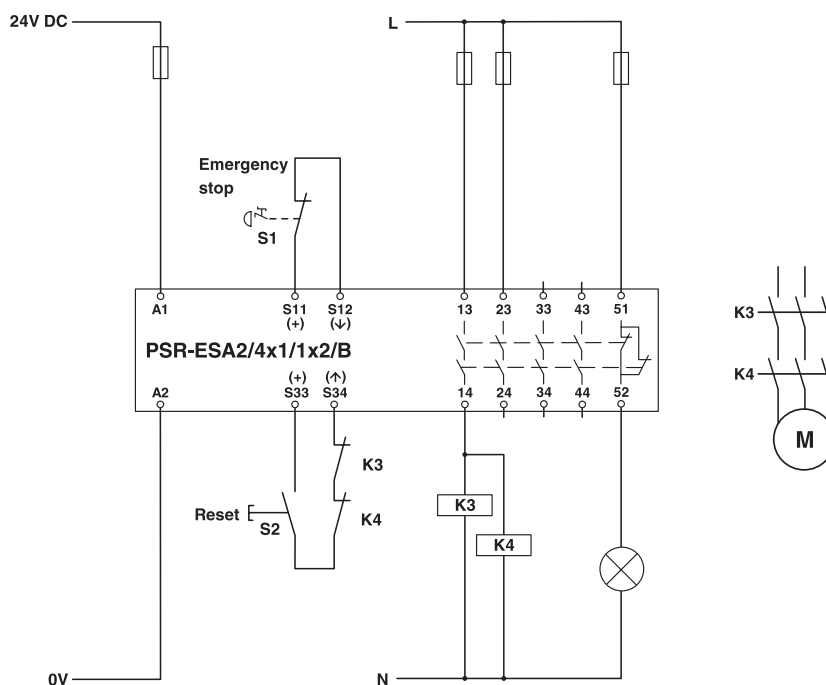 24V DC
L
Emergency
stop
S1
A1
S11
S12
13
23
33
43
51
(+)
(↓)
PSR-ESA2/4x1/1x2/B
(+)
(↑)
A2
S33
S34
14
24
34
44
52
K3
K4
M
K3
K4
Reset
S2
K3
K4
0V
N